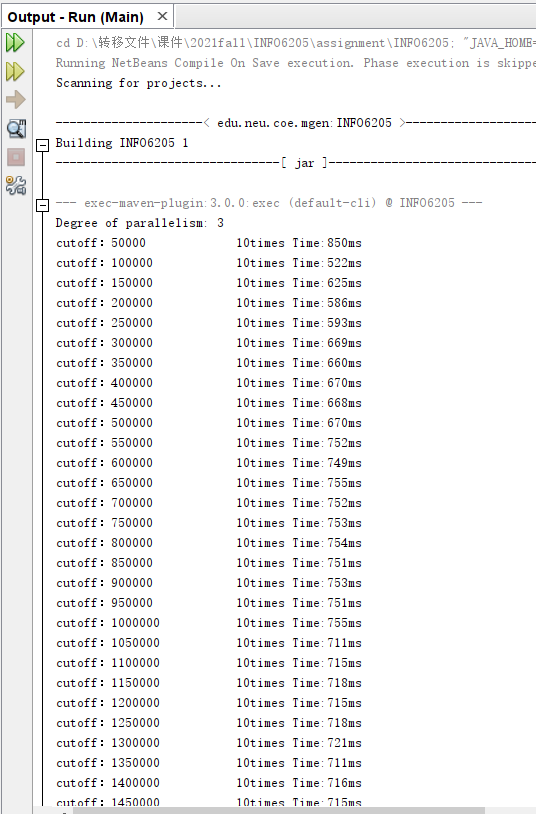 Output - Run (Main)
cd D:\转移文件\课件\2021fall\INFO6205\assignment\INFO6205; "JAVA_HOME=
Running NetBeans Compile On Save execution. Phase execution is skippe
Scanning for projects...
---------------------< edu.neu.coe.mgen:INFO6205 >-------------------
Building INFO6205 1
--------------------------------[ jar ]------------------------------
--- exec-maven-plugin:3.0.0:exec (default-cli) @ INFO6205 ---
Degree of parallelism: 3
cutoff: 50000 10times Time:850ms
cutoff: 100000 10times Time:522ms
cutoff: 150000 10times Time:625ms
cutoff: 200000 10times Time:586ms
cutoff: 250000 10times Time:593ms
cutoff: 300000 10times Time:669ms
cutoff: 350000 10times Time:660ms
cutoff: 400000 10times Time:670ms
cutoff: 450000 10times Time:668ms
cutoff: 500000 10times Time:670ms
cutoff: 550000 10times Time:752ms
cutoff: 600000 10times Time:749ms
cutoff: 650000 10times Time:755ms
cutoff: 700000 10times Time:752ms
cutoff: 750000 10times Time:753ms
cutoff: 800000 10times Time:754ms
cutoff: 850000 10times Time:751ms
cutoff: 900000 10times Time:753ms
cutoff: 950000 10times Time:751ms
cutoff: 1000000 10times Time:755ms
cutoff: 1050000 10times Time:711ms
cutoff: 1100000 10times Time:715ms
cutoff: 1150000 10times Time:718ms
cutoff: 1200000 10times Time:715ms
cutoff: 1250000 10times Time:718ms
cutoff: 1300000 10times Time:721ms
cutoff: 1350000 10times Time:711ms
cutoff: 1400000 10times Time:716ms
cutoff: 1450000 10times Time:715ms